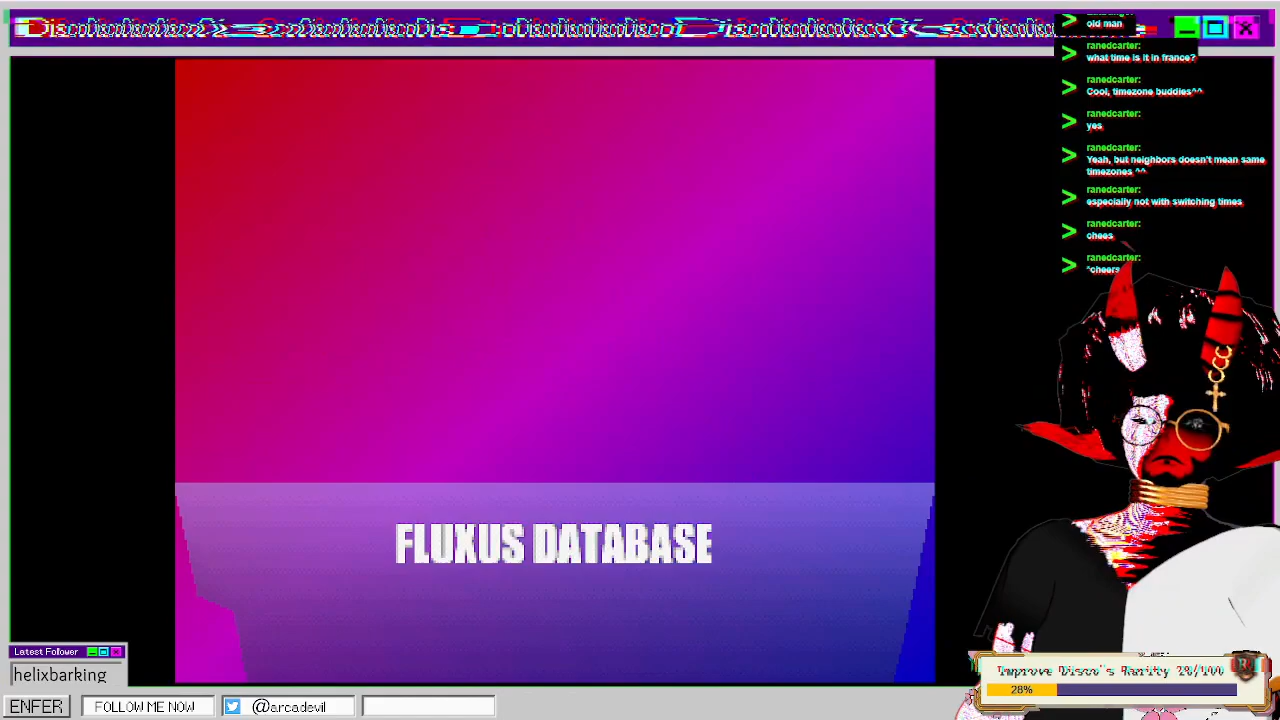 old man
ranedcarter:
what time is it in france?
ranedcarter:
Cool, timezone buddies^^
ranedcarter:
yes
ranedcarter:
Yeah, but neighbors doesn't mean same
timezones ^^
ranedcarter:
especially not with switching times
ranedcarter:
chees
ranedcarter:
*cheers
FLUXUS DATABASE
Latest Follower
helixbarking
Improve Disco's Rarity 28/100
28%
ENFER
FOLLOW ME NOW
@arcadevil